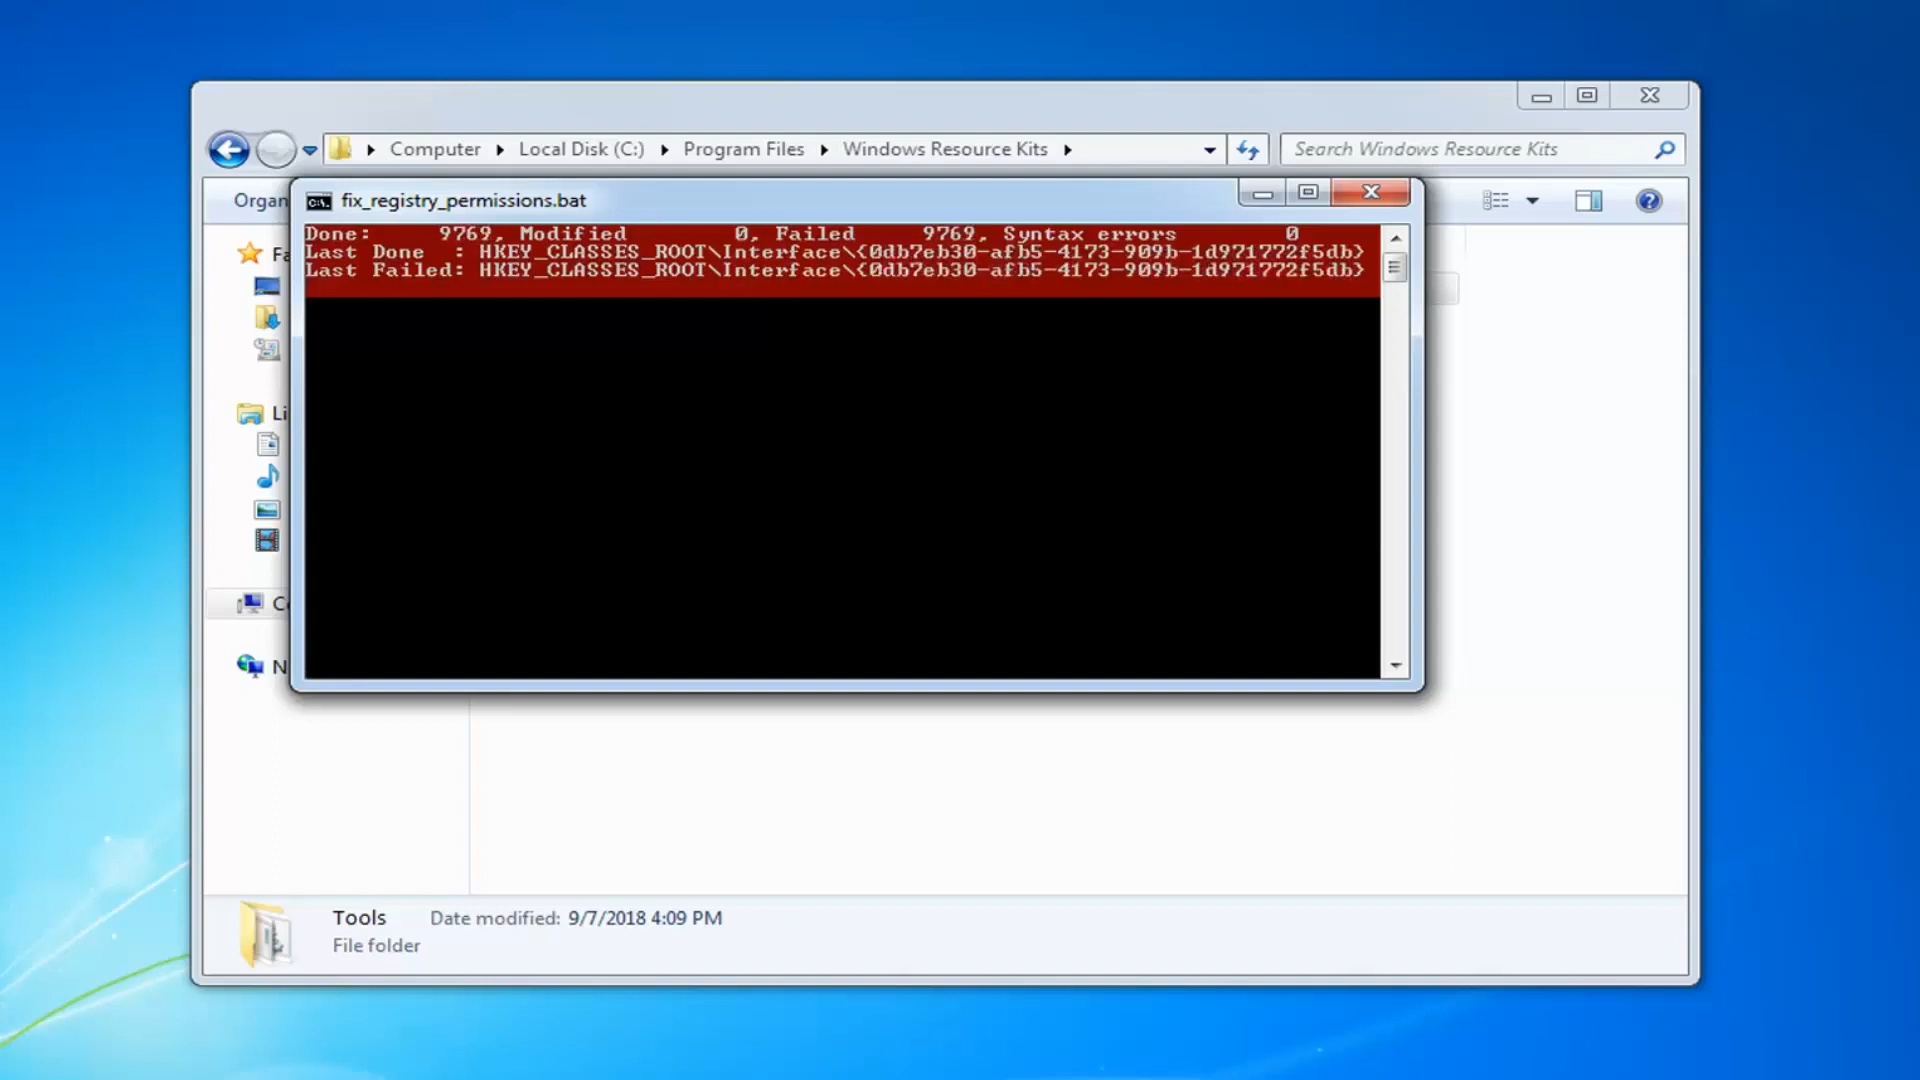 Computer Local Disk (C:) Program Files Windows Resource Kits Search Windows Resource Kits
Organ
fix_registry_permissions.bat
Done: 9769, Modified 0, Failed 9769, Syntax errors 0
Last Done : HKEY_CLASSES_ROOT\Interface\{0db7eb30-afb5-4173-909b-1d971772f5db}
Last Failed: HKEY_CLASSES_ROOT\Interface\{0db7eb30-afb5-4173-909b-1d971772f5db}
Fa
Li
C
N
Tools Date modified: 9/7/2018 4:09 PM
File folder